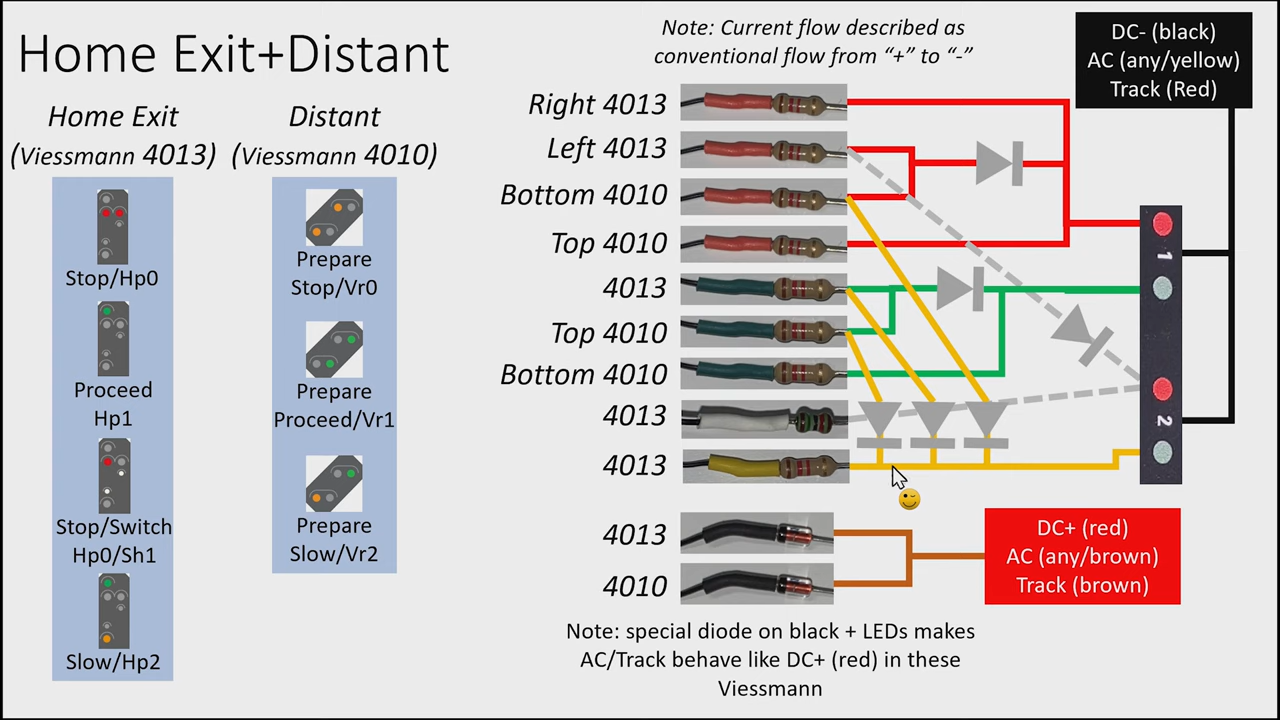 Home Exit+Distant
Home Exit
(Viessmann 4013)
Distant
(Viessmann 4010)
Stop/Hp0
Proceed
Hp1
Stop/Switch
Hp0/Sh1
Slow/Hp2
Prepare
Stop/Vr0
Prepare
Proceed/Vr1
Prepare
Slow/Vr2
Note: Current flow described as
conventional flow from “+” to “-”
Right 4013
Left 4013
Bottom 4010
Top 4010
4013
Top 4010
Bottom 4010
4013
4013
4013
4010
DC- (black)
AC (any/yellow)
Track (Red)
1
2
DC+ (red)
AC (any/brown)
Track (brown)
Note: special diode on black + LEDs makes
AC/Track behave like DC+ (red) in these
Viessmann